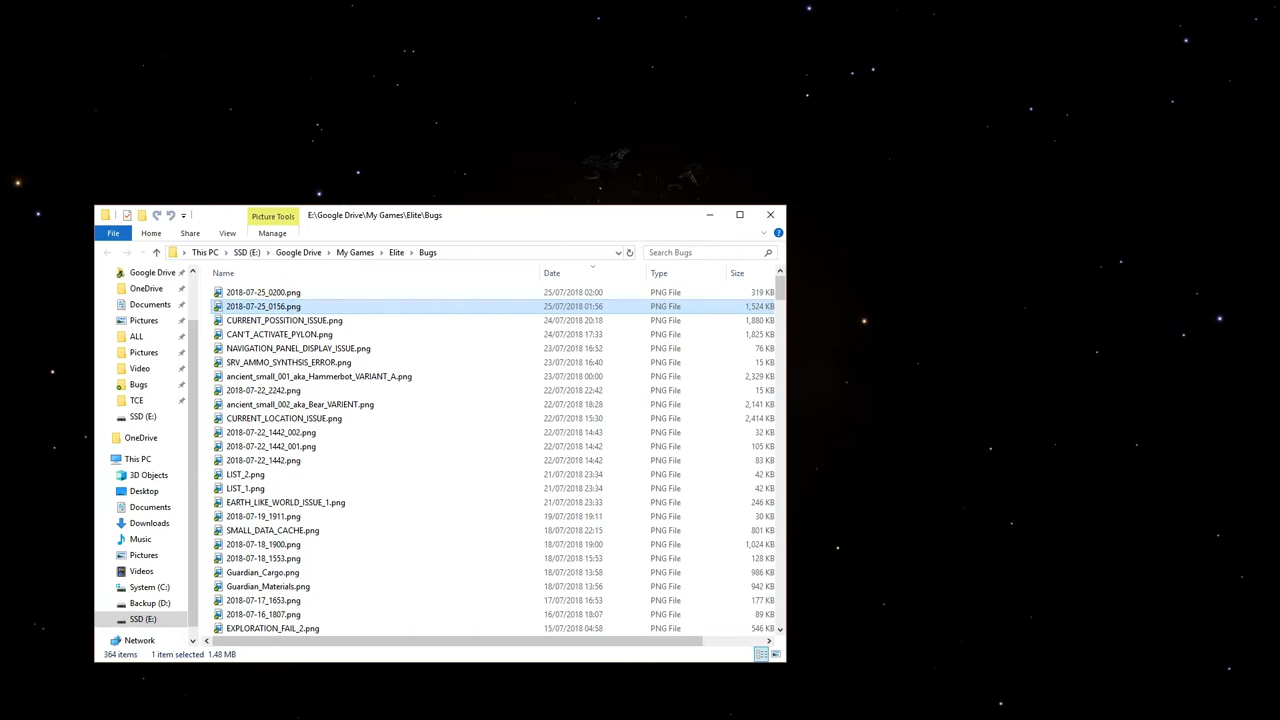 Picture Tools E:\Google Drive\My Games\Elite\Bugs
File Home Share View Manage
This PC SSD (E:) Google Drive My Games Elite Bugs Search Bugs
Google Drive
OneDrive
Documents
Pictures
ALL
Pictures
Video
Bugs
TCE
SSD (E:)
OneDrive
This PC
3D Objects
Desktop
Documents
Downloads
Music
Pictures
Videos
System (C:)
Backup (D:)
SSD (E:)
Network
Name Date Type Size
2018-07-25_0200.png 25/07/2018 02:00 PNG File 319 KB
2018-07-25_0156.png 25/07/2018 01:56 PNG File 1,524 KB
CURRENT_POSSITION_ISSUE.png 24/07/2018 20:18 PNG File 1,880 KB
CAN'T_ACTIVATE_PYLON.png 24/07/2018 17:33 PNG File 1,825 KB
NAVIGATION_PANEL_DISPLAY_ISSUE.png 23/07/2018 16:52 PNG File 76 KB
SRV_AMMO_SYNTHSIS_ERROR.png 23/07/2018 16:40 PNG File 15 KB
ancient_small_001_aka_Hammerbot_VARIANT_A.png 23/07/2018 00:00 PNG File 2,329 KB
2018-07-22_2242.png 22/07/2018 22:42 PNG File 15 KB
ancient_small_002_aka_Bear_VARIENT.png 22/07/2018 18:28 PNG File 2,141 KB
CURRENT_LOCATION_ISSUE.png 22/07/2018 15:30 PNG File 2,414 KB
2018-07-22_1442_002.png 22/07/2018 14:43 PNG File 32 KB
2018-07-22_1442_001.png 22/07/2018 14:42 PNG File 105 KB
2018-07-22_1442.png 22/07/2018 14:42 PNG File 83 KB
LIST_2.png 21/07/2018 23:34 PNG File 42 KB
LIST_1.png 21/07/2018 23:34 PNG File 42 KB
EARTH_LIKE_WORLD_ISSUE_1.png 21/07/2018 23:33 PNG File 246 KB
2018-07-19_1911.png 19/07/2018 19:11 PNG File 30 KB
SMALL_DATA_CACHE.png 18/07/2018 22:15 PNG File 801 KB
2018-07-18_1900.png 18/07/2018 19:00 PNG File 1,024 KB
2018-07-18_1553.png 18/07/2018 15:53 PNG File 128 KB
Guardian_Cargo.png 18/07/2018 13:58 PNG File 986 KB
Guardian_Materials.png 18/07/2018 13:56 PNG File 942 KB
2018-07-17_1653.png 17/07/2018 16:53 PNG File 177 KB
2018-07-16_1807.png 16/07/2018 18:07 PNG File 89 KB
EXPLORATION_FAIL_2.png 15/07/2018 04:58 PNG File 546 KB
364 items 1 item selected 1.48 MB